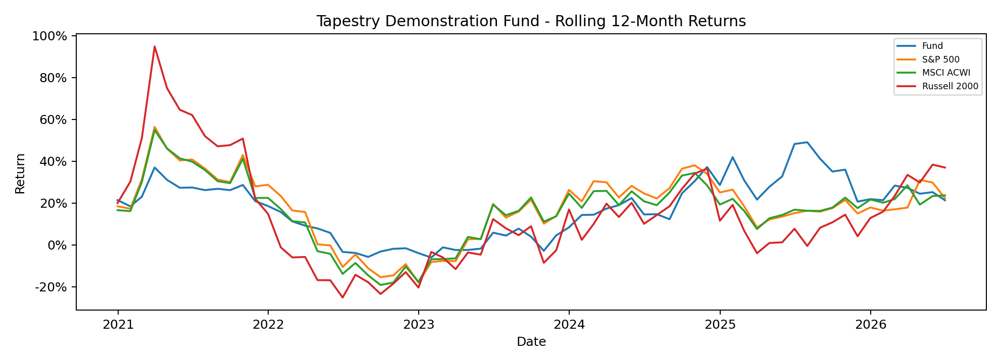 Tapestry Demonstration Fund - Rolling 12-Month Returns
100%
80%
60%
40%
20%
0%
-20%
Return
Fund
S&P 500
MSCI ACWI
Russell 2000
2021
2022
2023
2024
2025
2026
Date